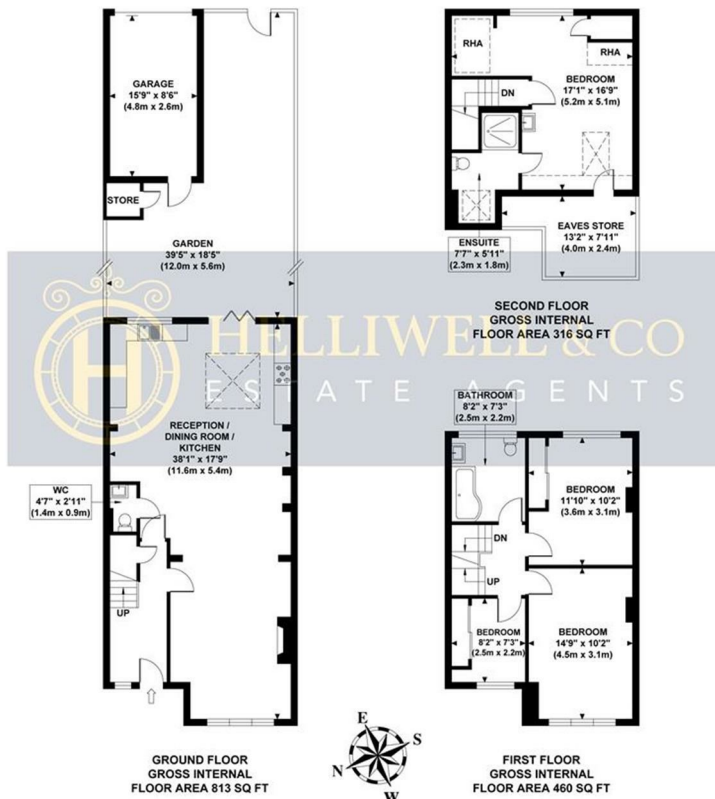 GARAGE
15'9" x 8'6"
(4.8m x 2.6m)
STORE
GARDEN
39'5" x 18'5"
(12.0m x 5.6m)
RECEPTION /
DINING ROOM /
KITCHEN
38'1" x 17'9"
(11.6m x 5.4m)
WC
4'7" x 2'11"
(1.4m x 0.9m)
UP
GROUND FLOOR
GROSS INTERNAL
FLOOR AREA 813 SQ FT
RHA
RHA
BEDROOM
17'1" x 16'9"
(5.2m x 5.1m)
DN
EAVES STORE
13'2" x 7'11"
(4.0m x 2.4m)
ENSUITE
7'7" x 5'11"
(2.3m x 1.8m)
SECOND FLOOR
GROSS INTERNAL
FLOOR AREA 316 SQ FT
H
HELLIWELL & CO
ESTATE AGENTS
BATHROOM
8'2" x 7'3"
(2.5m x 2.2m)
BEDROOM
11'10" x 10'2"
(3.6m x 3.1m)
DN
UP
BEDROOM
8'2" x 7'3"
(2.5m x 2.2m)
BEDROOM
14'9" x 10'2"
(4.5m x 3.1m)
FIRST FLOOR
GROSS INTERNAL
FLOOR AREA 460 SQ FT
E
S
N
W